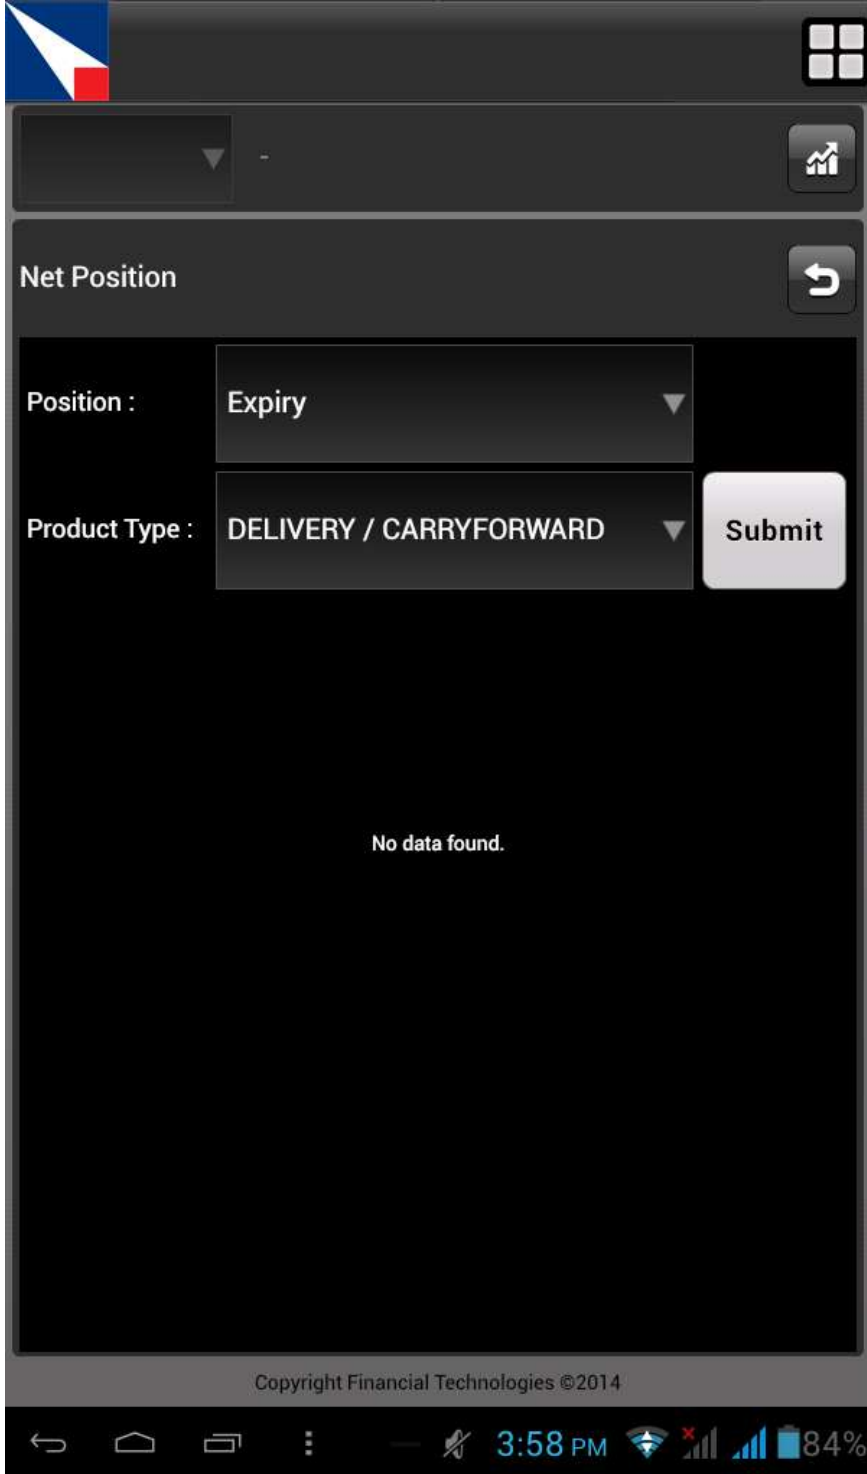 -
Net Position
Position :
Expiry
Product Type :
DELIVERY / CARRYFORWARD
Submit
No data found.
Copyright Financial Technologies ©2014
3:58 PM
84%